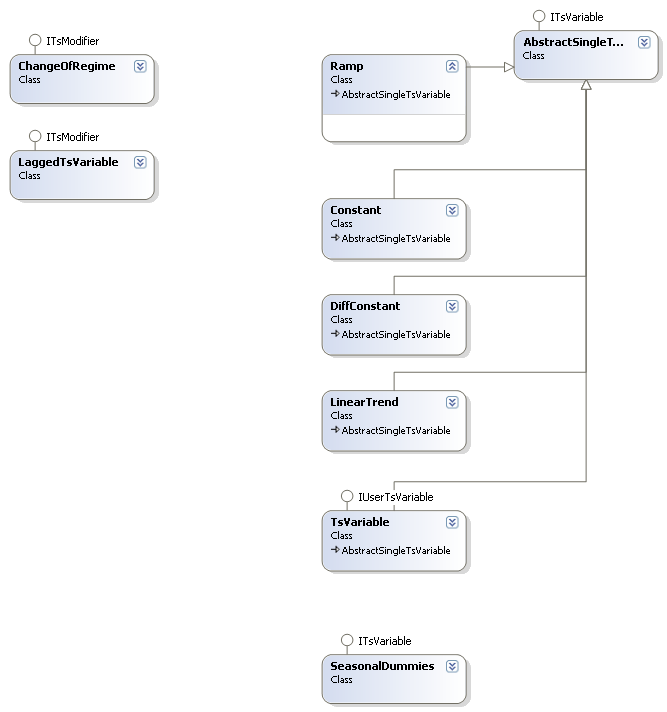 ITsModifier
ChangeOfRegime
Class
ITsModifier
LaggedTsVariable
Class
ITsVariable
AbstractSingleT...
Class
Ramp
Class
AbstractSingleTsVariable
Constant
Class
AbstractSingleTsVariable
DiffConstant
Class
AbstractSingleTsVariable
LinearTrend
Class
AbstractSingleTsVariable
IUserTsVariable
TsVariable
Class
AbstractSingleTsVariable
ITsVariable
SeasonalDummies
Class